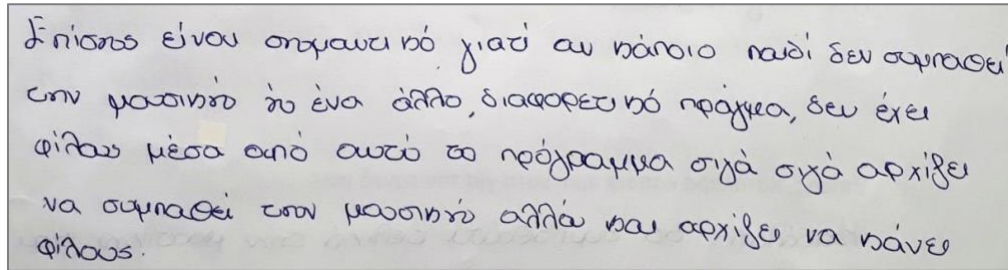 Επίσης είναι σημαντικό γιατί αν κάποιο παιδί δεν συμπαθεί
την μουσική ή ένα άλλο, διαφορετικό πράγμα, δεν έχει
φίλους μέσα από αυτό το πρόγραμμα σιγά σιγά αρχίζει
να συμπαθεί την μουσική αλλά και αρχίζει να κάνει
φίλους.